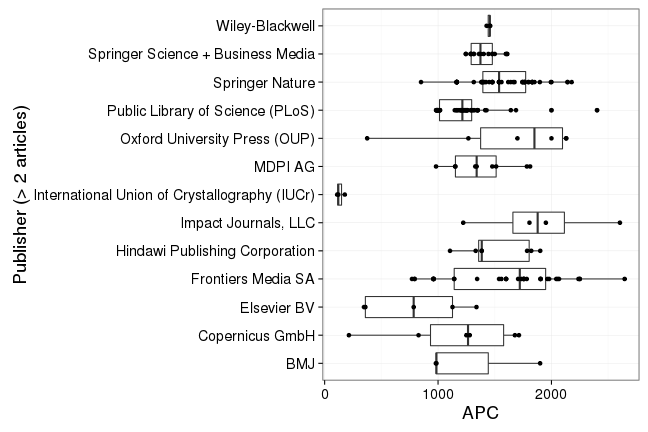 Publisher (> 2 articles)
Wiley-Blackwell
Springer Science + Business Media
Springer Nature
Public Library of Science (PLoS)
Oxford University Press (OUP)
MDPI AG
International Union of Crystallography (IUCr)
Impact Journals, LLC
Hindawi Publishing Corporation
Frontiers Media SA
Elsevier BV
Copernicus GmbH
BMJ
0 1000 2000
APC